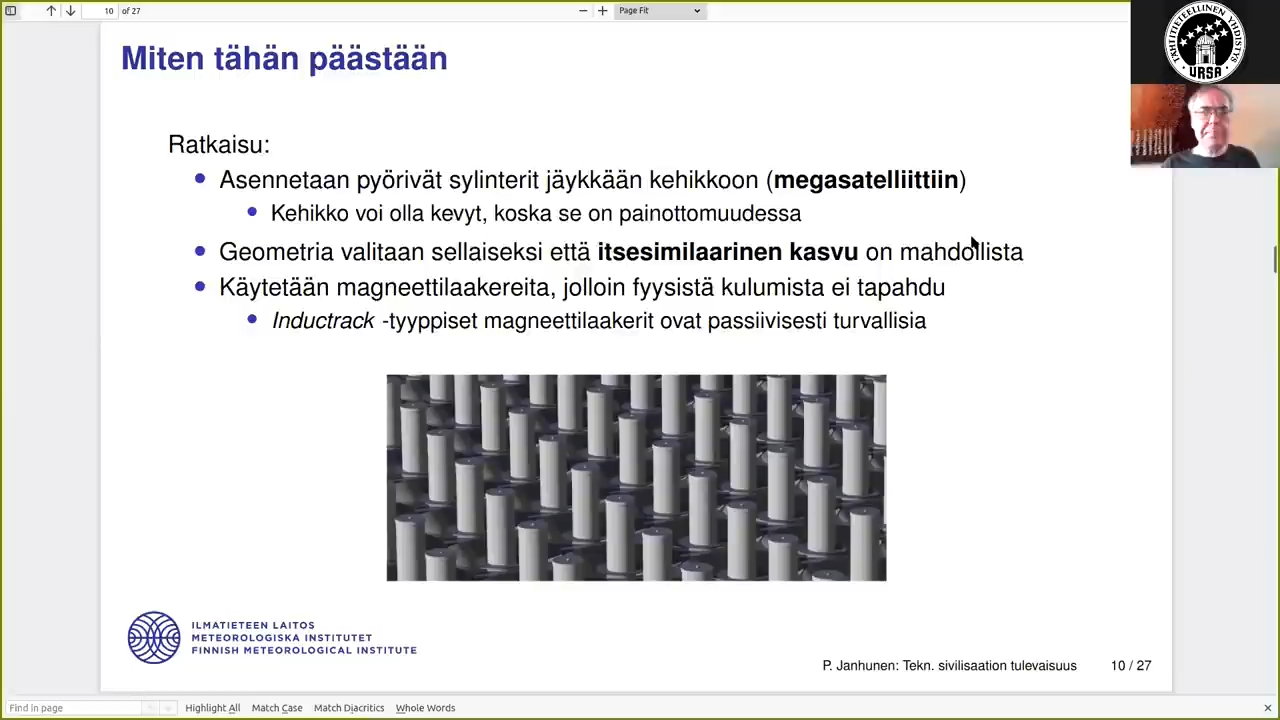 10 of 27
Page Fit
TÄHTITIETEELLINEN YHDISTYS
URSA
Miten tähän päästään
Ratkaisu:
Asennetaan pyörivät sylinterit jäykkään kehikkoon (megasatelliittiin)
Kehikko voi olla kevyt, koska se on painottomuudessa
Geometria valitaan sellaiseksi että itsesimilaarinen kasvu on mahdollista
Käytetään magneettilaakereita, jolloin fyysistä kulumista ei tapahdu
Inductrack -tyyppiset magneettilaakerit ovat passiivisesti turvallisia
ILMATIETEEN LAITOS
METEOROLOGISKA INSTITUTET
FINNISH METEOROLOGICAL INSTITUTE
P. Janhunen: Tekn. sivilisaation tulevaisuus 10 / 27
Find in page Highlight All Match Case Match Diacritics Whole Words